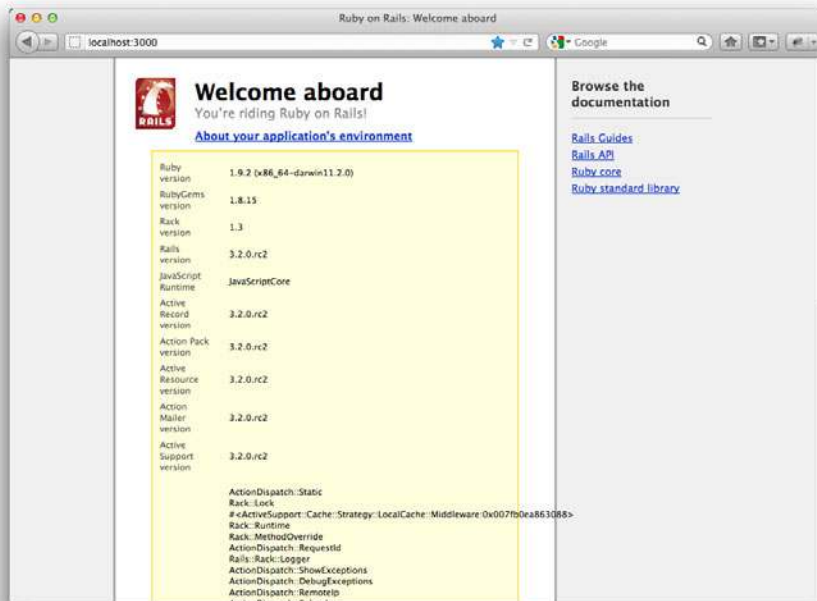 Ruby on Rails: Welcome aboard
localhost:3000
Google
RAILS
Welcome aboard
You're riding Ruby on Rails!
About your application's environment
Ruby version 1.9.2 (x86_64-darwin11.2.0)
RubyGems version 1.8.15
Rack version 1.3
Rails version 3.2.0.rc2
JavaScript Runtime JavaScriptCore
Active Record version 3.2.0.rc2
Action Pack version 3.2.0.rc2
Active Resource version 3.2.0.rc2
Action Mailer version 3.2.0.rc2
Active Support version 3.2.0.rc2
ActionDispatch::Static
Rack::Lock
#<ActiveSupport::Cache::Strategy::LocalCache::Middleware:0x007fb0ea863088>
Rack::Runtime
Rack::MethodOverride
ActionDispatch::RequestId
Rails::Rack::Logger
ActionDispatch::ShowExceptions
ActionDispatch::DebugExceptions
ActionDispatch::RemoteIp
Browse the
documentation
Rails Guides
Rails API
Ruby core
Ruby standard library